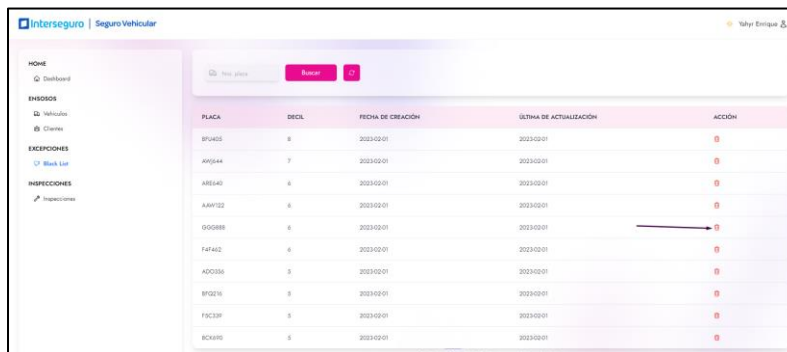 Interseguro | Seguro Vehicular
Yahyr Enrique
HOME
Dashboard
ENSOSOS
Vehiculos
Clientes
EXCEPCIONES
Black List
INSPECCIONES
Inspecciones
Nro. placa
Buscar
PLACA DECIL FECHA DE CREACIÓN ÚLTIMA DE ACTUALIZACIÓN ACCIÓN
BFU405 8 2023-02-01 2023-02-01
AWJ644 7 2023-02-01 2023-02-01
ARE640 6 2023-02-01 2023-02-01
AAW122 6 2023-02-01 2023-02-01
GGG888 6 2023-02-01 2023-02-01
F4F462 6 2023-02-01 2023-02-01
ADO336 5 2023-02-01 2023-02-01
BFQ216 5 2023-02-01 2023-02-01
2023-02-01 2023-02-01
BCK690 5 2023-02-01 2023-02-01